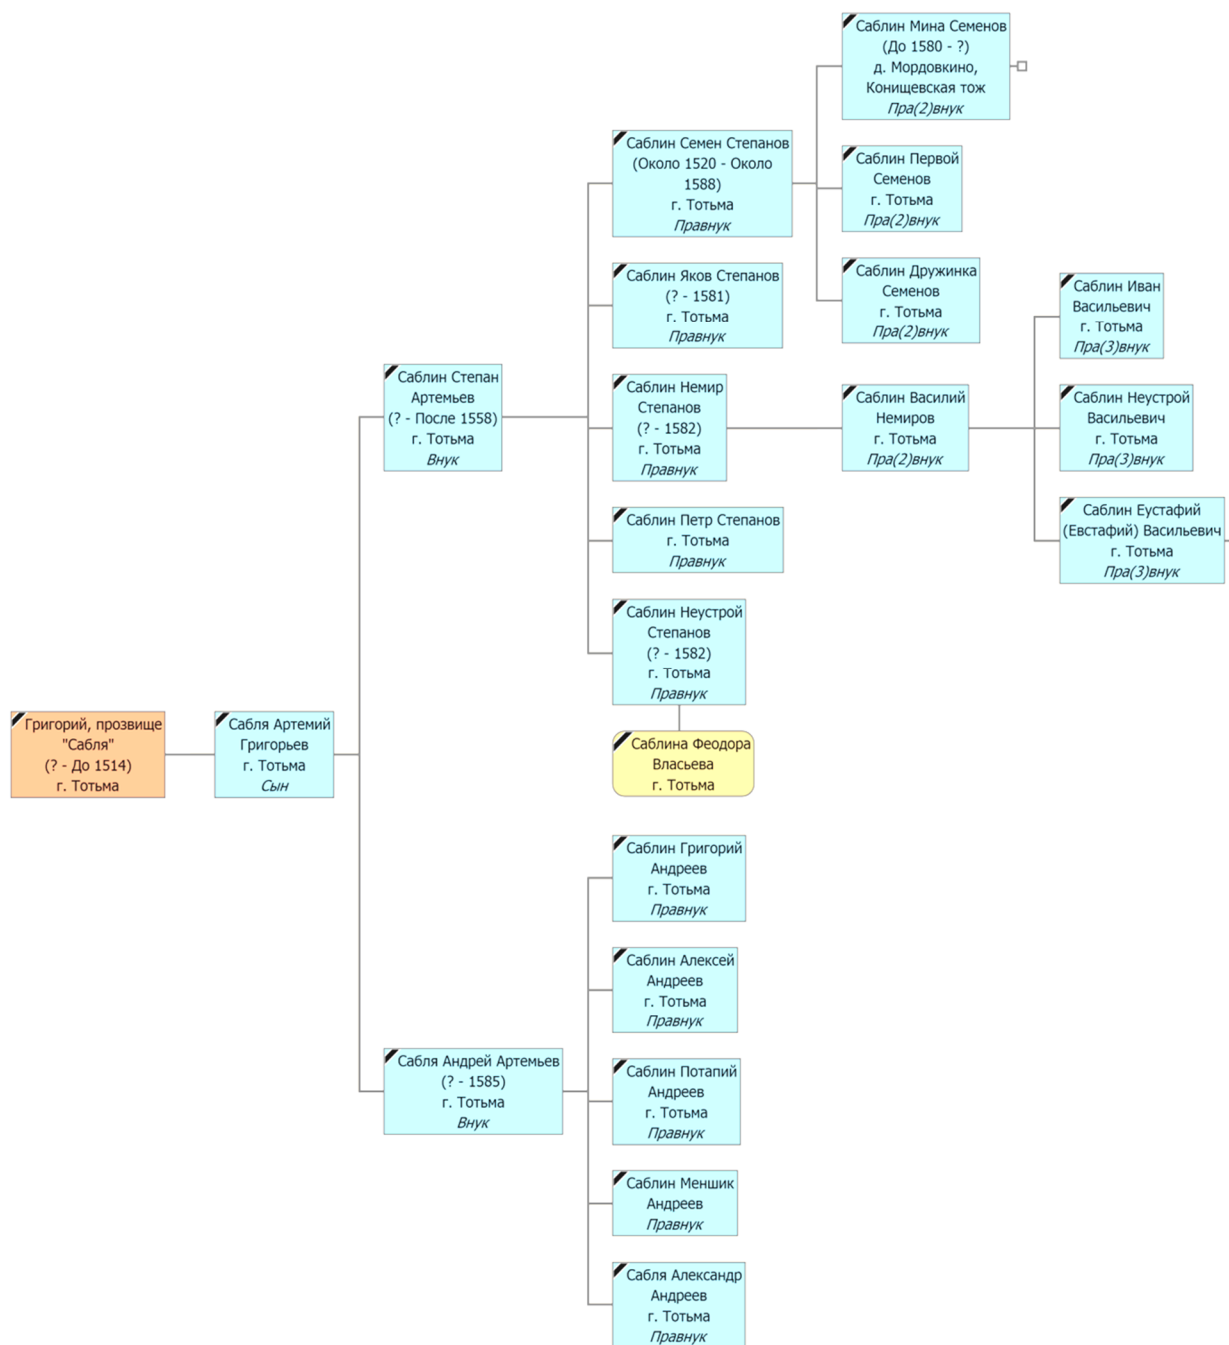 Григорий, прозвище
"Сабля"
(? - До 1514)
г. Тотьма
Сабля Артемий
Григорьев
г. Тотьма
Сын
Саблин Степан
Артемьев
(? - После 1558)
г. Тотьма
Внук
Саблин Семен Степанов
(Около 1520 - Около
1588)
г. Тотьма
Правнук
Саблин Мина Семенов
(До 1580 - ?)
д. Мордовкино,
Конищевская тож
Пра(2)внук
Саблин Первой
Семенов
г. Тотьма
Пра(2)внук
Саблин Дружинка
Семенов
г. Тотьма
Пра(2)внук
Саблин Яков Степанов
(? - 1581)
г. Тотьма
Правнук
Саблин Немир
Степанов
(? - 1582)
г. Тотьма
Правнук
Саблин Василий
Немиров
г. Тотьма
Пра(2)внук
Саблин Иван
Васильевич
г. Тотьма
Пра(3)внук
Саблин Неустрой
Васильевич
г. Тотьма
Пра(3)внук
Саблин Еустафий
(Евстафий) Васильевич
г. Тотьма
Пра(3)внук
Саблин Петр Степанов
г. Тотьма
Правнук
Саблин Неустрой
Степанов
(? - 1582)
г. Тотьма
Правнук
Саблина Феодора
Власьева
г. Тотьма
Сабля Андрей Артемьев
(? - 1585)
г. Тотьма
Внук
Саблин Григорий
Андреев
г. Тотьма
Правнук
Саблин Алексей
Андреев
г. Тотьма
Правнук
Саблин Потапий
Андреев
г. Тотьма
Правнук
Саблин Меншик
Андреев
Правнук
Сабля Александр
Андреев
г. Тотьма
Правнук